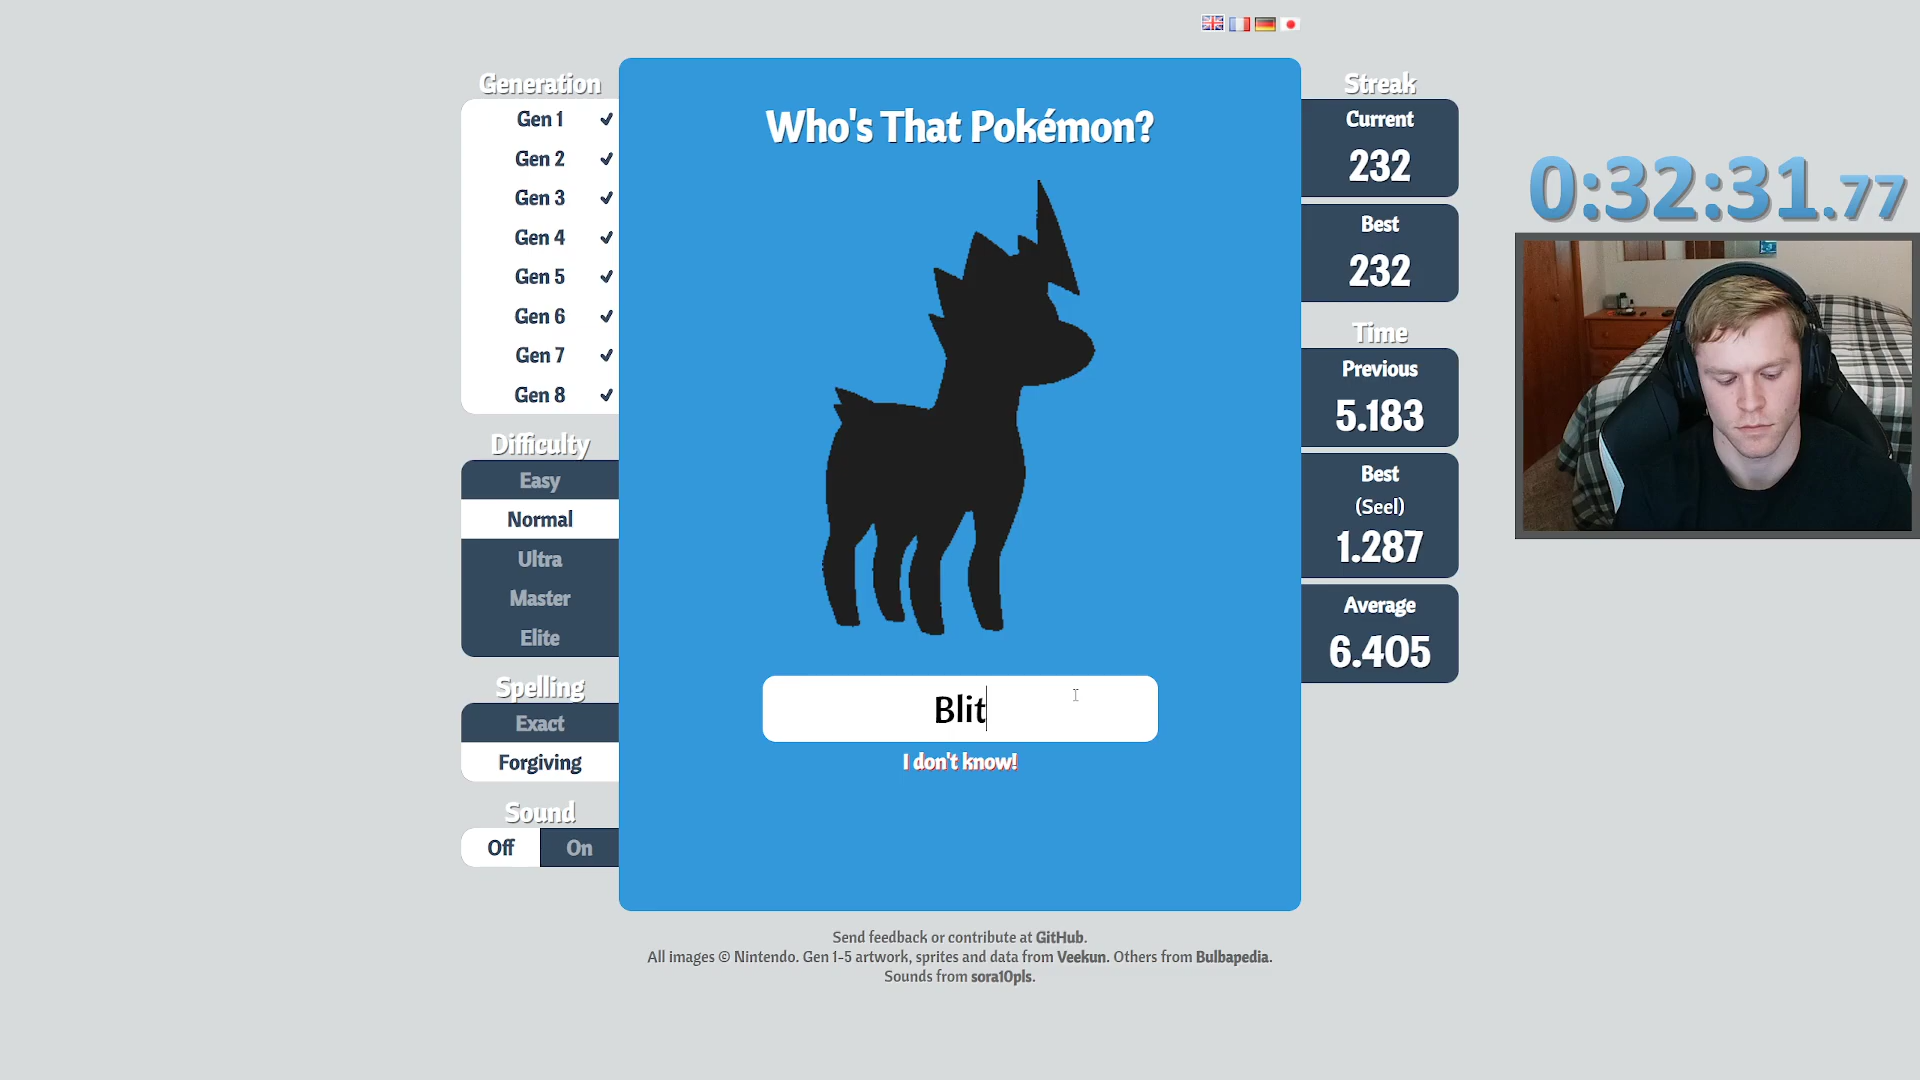 Generation
Gen 1
Gen 2
Gen 3
Gen 4
Gen 5
Gen 6
Gen 7
Gen 8
Difficulty
Easy
Normal
Ultra
Master
Elite
Spelling
Exact
Forgiving
Sound
Off On
Who's That Pokémon?
Blit
I don't know!
Streak
Current
232
Best
232
Time
Previous
5.183
Best
(Seel)
1.287
Average
6.405
0:32:31.77
Send feedback or contribute at GitHub.
All images © Nintendo. Gen 1-5 artwork, sprites and data from Veekun. Others from Bulbapedia.
Sounds from sora10pls.